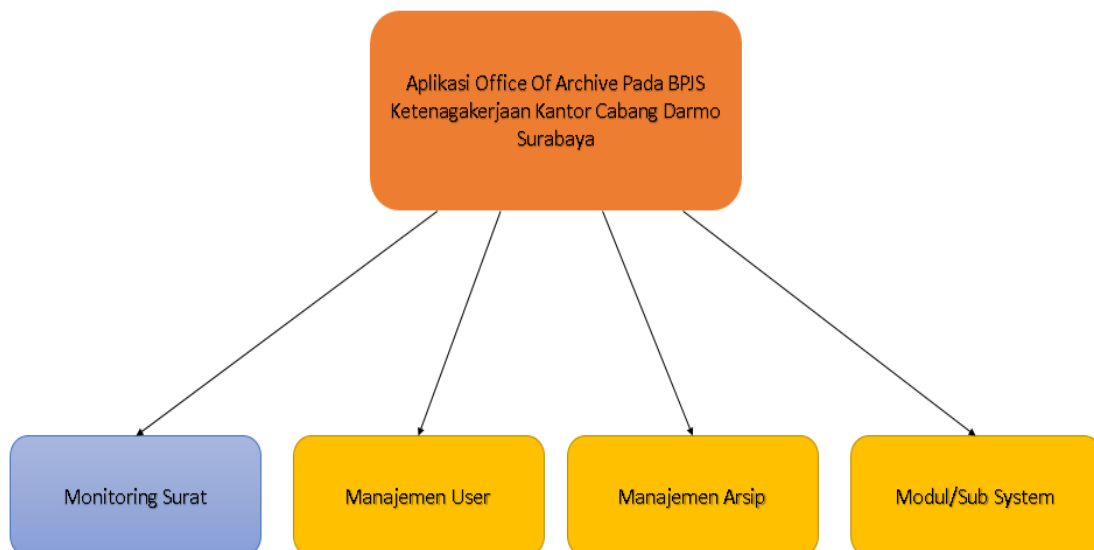 Aplikasi Office Of Archive Pada BPJS
Ketenagakerjaan Kantor Cabang Darmo
Surabaya
Monitoring Surat
Manajemen User
Manajemen Arsip
Modul/Sub System